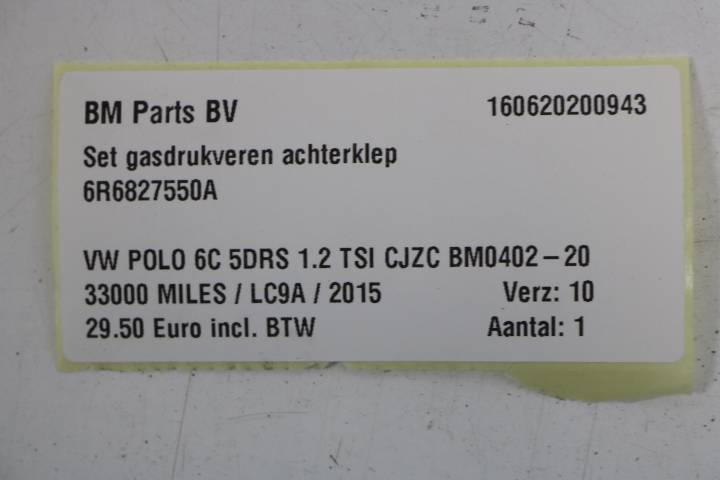 BM Parts BV 160620200943
Set gasdrukveren achterklep
6R6827550A
VW POLO 6C 5DRS 1.2 TSI CJZC BM0402-20
33000 MILES / LC9A / 2015 Verz: 10
29.50 Euro incl. BTW Aantal: 1